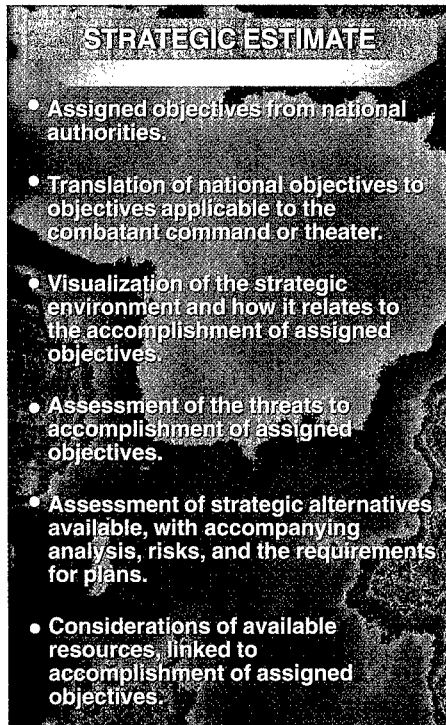 STRATEGIC ESTIMATE
• Assigned objectives from national
authorities.
• Translation of national objectives to
objectives applicable to the
combatant command or theater.
• Visualization of the strategic
environment and how it relates to
the accomplishment of assigned
objectives.
• Assessment of the threats to
accomplishment of assigned
objectives.
• Assessment of strategic alternatives
available, with accompanying
analysis, risks, and the requirements
for plans.
• Considerations of available
resources, linked to
accomplishment of assigned
objectives.